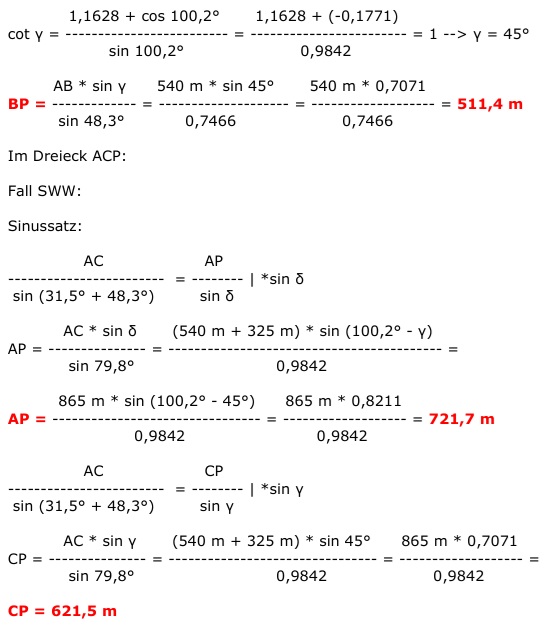 1,1628 + cos 100,2° 1,1628 + (-0,1771)
cot γ = ------------------------- = ------------------------ = 1 --> γ = 45°
sin 100,2° 0,9842
AB * sin γ 540 m * sin 45° 540 m * 0,7071
BP = ------------- = -------------------- = ------------------- = 511,4 m
sin 48,3° 0,7466 0,7466
Im Dreieck ACP:
Fall SWW:
Sinussatz:
AC AP
------------------------ = -------- | *sin δ
sin (31,5° + 48,3°) sin δ
AC * sin δ (540 m + 325 m) * sin (100,2° - γ)
AP = --------------- = ------------------------------------------ =
sin 79,8° 0,9842
865 m * sin (100,2° - 45°) 865 m * 0,8211
AP = -------------------------------- = ------------------- = 721,7 m
0,9842 0,9842
AC CP
------------------------ = -------- | *sin γ
sin (31,5° + 48,3°) sin γ
AC * sin γ (540 m + 325 m) * sin 45° 865 m * 0,7071
CP = --------------- = -------------------------------- = ------------------- =
sin 79,8° 0,9842 0,9842
CP = 621,5 m